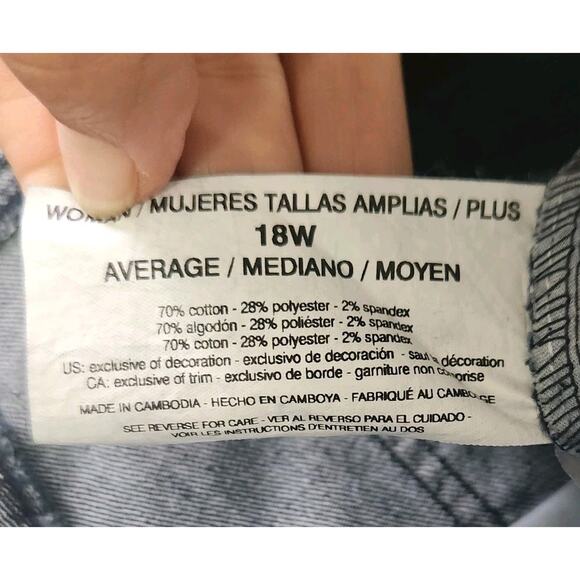 WOMAN / MUJERES TALLAS AMPLIAS / PLUS
18W
AVERAGE / MEDIANO / MOYEN
70% cotton - 28% polyester - 2% spandex
70% algodón - 28% poliéster - 2% spandex
70% coton - 28% polyester - 2% spandex
US: exclusive of decoration - exclusivo de decoración - sauf la décoration
CA: exclusive of trim - exclusivo de borde - garniture non comprise
MADE IN CAMBODIA - HECHO EN CAMBOYA - FABRIQUÉ AU CAMBODGE
SEE REVERSE FOR CARE - VER AL REVERSO PARA EL CUIDADO -
VOIR LES INSTRUCTIONS D'ENTRETIEN AU DOS